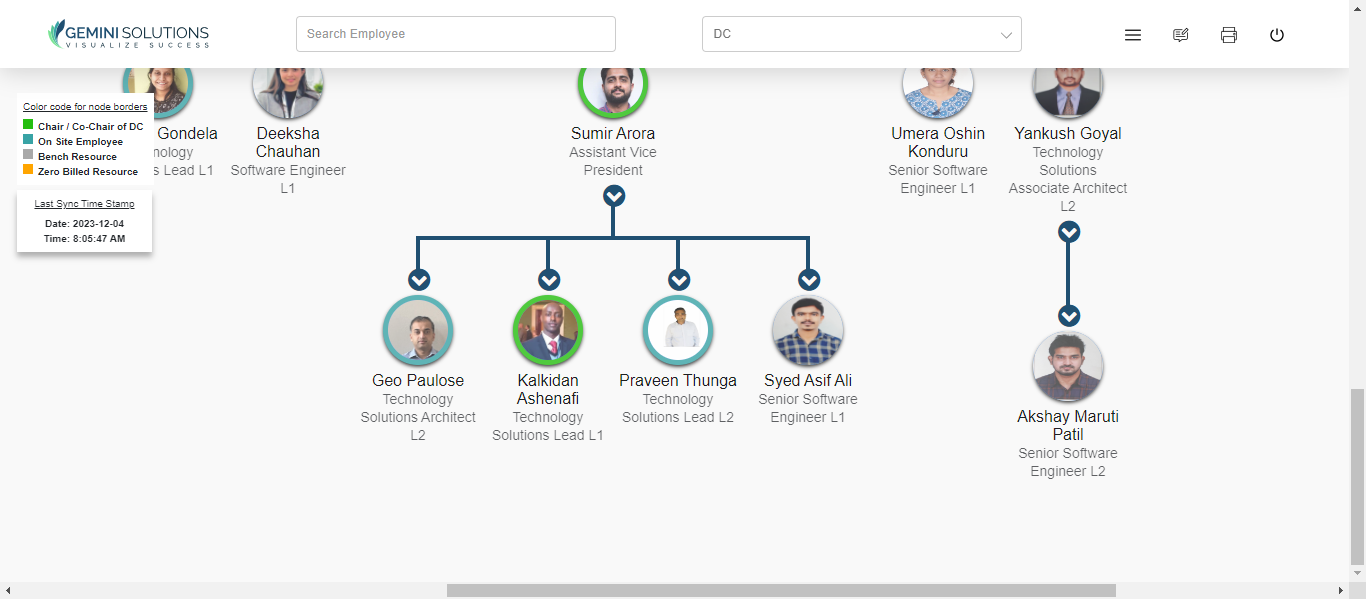 GEMINI SOLUTIONS
VISUALIZE SUCCESS
Search Employee
DC
Color code for node borders
Chair / Co-Chair of DC
On Site Employee
Bench Resource
Zero Billed Resource
Last Sync Time Stamp
Date: 2023-12-04
Time: 8:05:47 AM
Gondela
nology
s Lead L1
Deeksha
Chauhan
Software Engineer
L1
Sumir Arora
Assistant Vice
President
Umera Oshin
Konduru
Senior Software
Engineer L1
Yankush Goyal
Technology
Solutions
Associate Architect
L2
Geo Paulose
Technology
Solutions Architect
L2
Kalkidan
Ashenafi
Technology
Solutions Lead L1
Praveen Thunga
Technology
Solutions Lead L2
Syed Asif Ali
Senior Software
Engineer L1
Akshay Maruti
Patil
Senior Software
Engineer L2